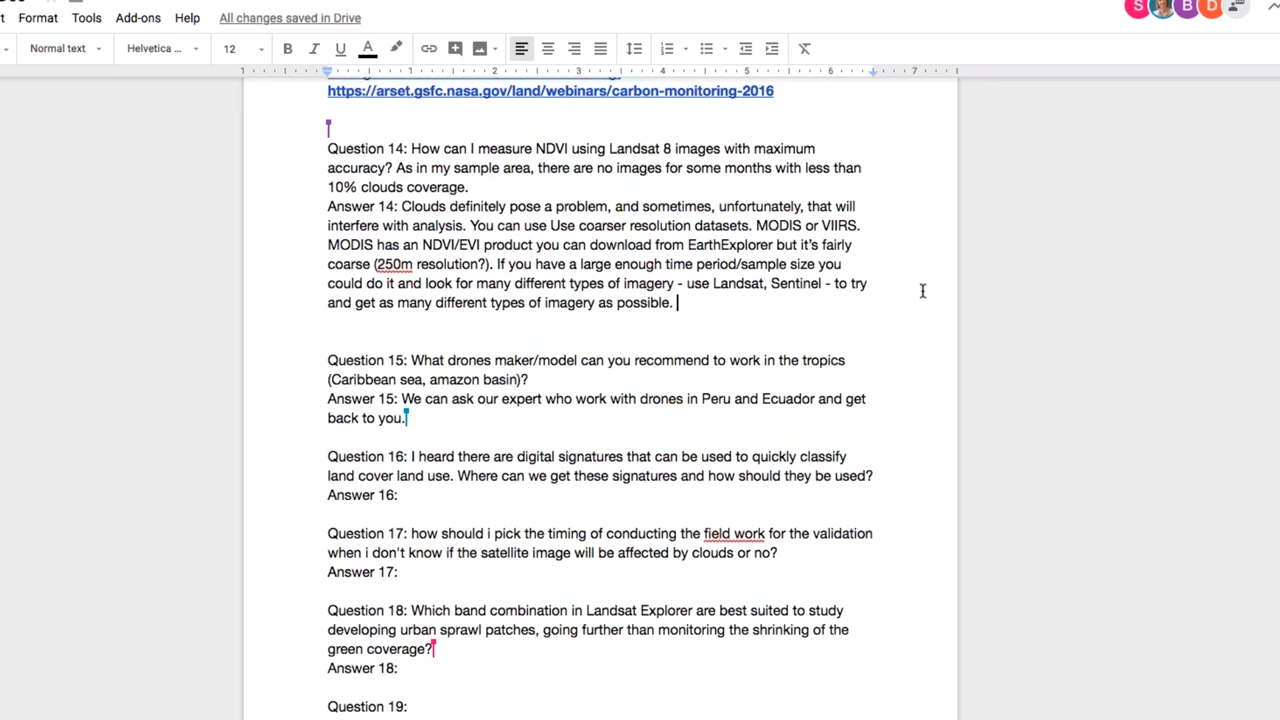 Format Tools Add-ons Help All changes saved in Drive
S B D
Normal text Helvetica ... 12 B I U A
1 1 2 3 4 5 6 7
https://arset.gsfc.nasa.gov/land/webinars/carbon-monitoring-2016
Question 14: How can I measure NDVI using Landsat 8 images with maximum
accuracy? As in my sample area, there are no images for some months with less than
10% clouds coverage.
Answer 14: Clouds definitely pose a problem, and sometimes, unfortunately, that will
interfere with analysis. You can use Use coarser resolution datasets. MODIS or VIIRS.
MODIS has an NDVI/EVI product you can download from EarthExplorer but it's fairly
coarse (250m resolution?). If you have a large enough time period/sample size you
could do it and look for many different types of imagery - use Landsat, Sentinel - to try
and get as many different types of imagery as possible.
Question 15: What drones maker/model can you recommend to work in the tropics
(Caribbean sea, amazon basin)?
Answer 15: We can ask our expert who work with drones in Peru and Ecuador and get
back to you.
Question 16: I heard there are digital signatures that can be used to quickly classify
land cover land use. Where can we get these signatures and how should they be used?
Answer 16:
Question 17: how should i pick the timing of conducting the field work for the validation
when i don't know if the satellite image will be affected by clouds or no?
Answer 17:
Question 18: Which band combination in Landsat Explorer are best suited to study
developing urban sprawl patches, going further than monitoring the shrinking of the
green coverage?
Answer 18:
Question 19: